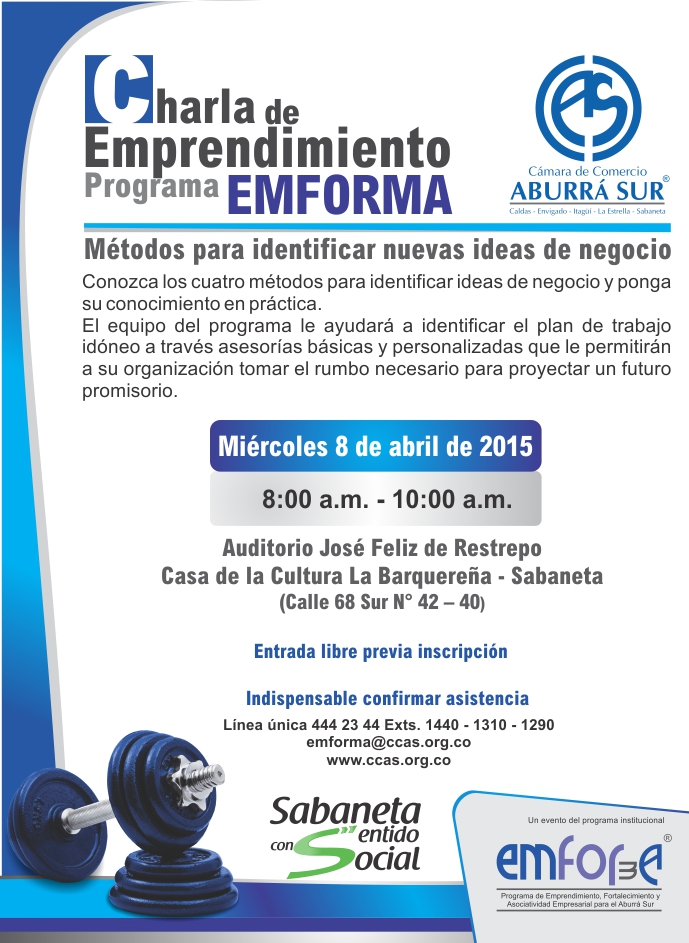 Charla de
Emprendimiento
Programa EMFORMA
Cámara de Comercio
ABURRÁ SUR®
Caldas - Envigado - Itagüí - La Estrella - Sabaneta
Métodos para identificar nuevas ideas de negocio
Conozca los cuatro métodos para identificar ideas de negocio y ponga
su conocimiento en práctica.
El equipo del programa le ayudará a identificar el plan de trabajo
idóneo a través asesorías básicas y personalizadas que le permitirán
a su organización tomar el rumbo necesario para proyectar un futuro
promisorio.
Miércoles 8 de abril de 2015
8:00 a.m. - 10:00 a.m.
Auditorio José Feliz de Restrepo
Casa de la Cultura La Barquereña - Sabaneta
(Calle 68 Sur N° 42 – 40)
Entrada libre previa inscripción
Indispensable confirmar asistencia
Línea única 444 23 44 Exts. 1440 - 1310 - 1290
emforma@ccas.org.co
www.ccas.org.co
Sabaneta
con Sentido
Social
Un evento del programa institucional
emforma®
Programa de Emprendimiento, Fortalecimiento y
Asociatividad Empresarial para el Aburrá Sur